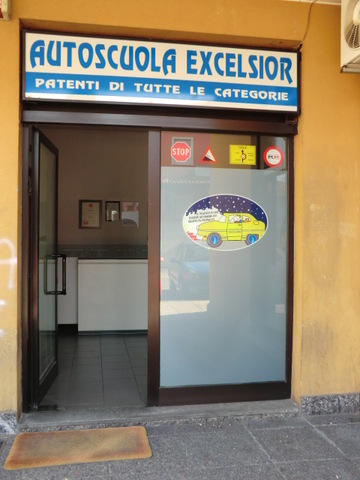 AUTOSCUOLA EXCELSIOR
PATENTI DI TUTTE LE CATEGORIE
STOP